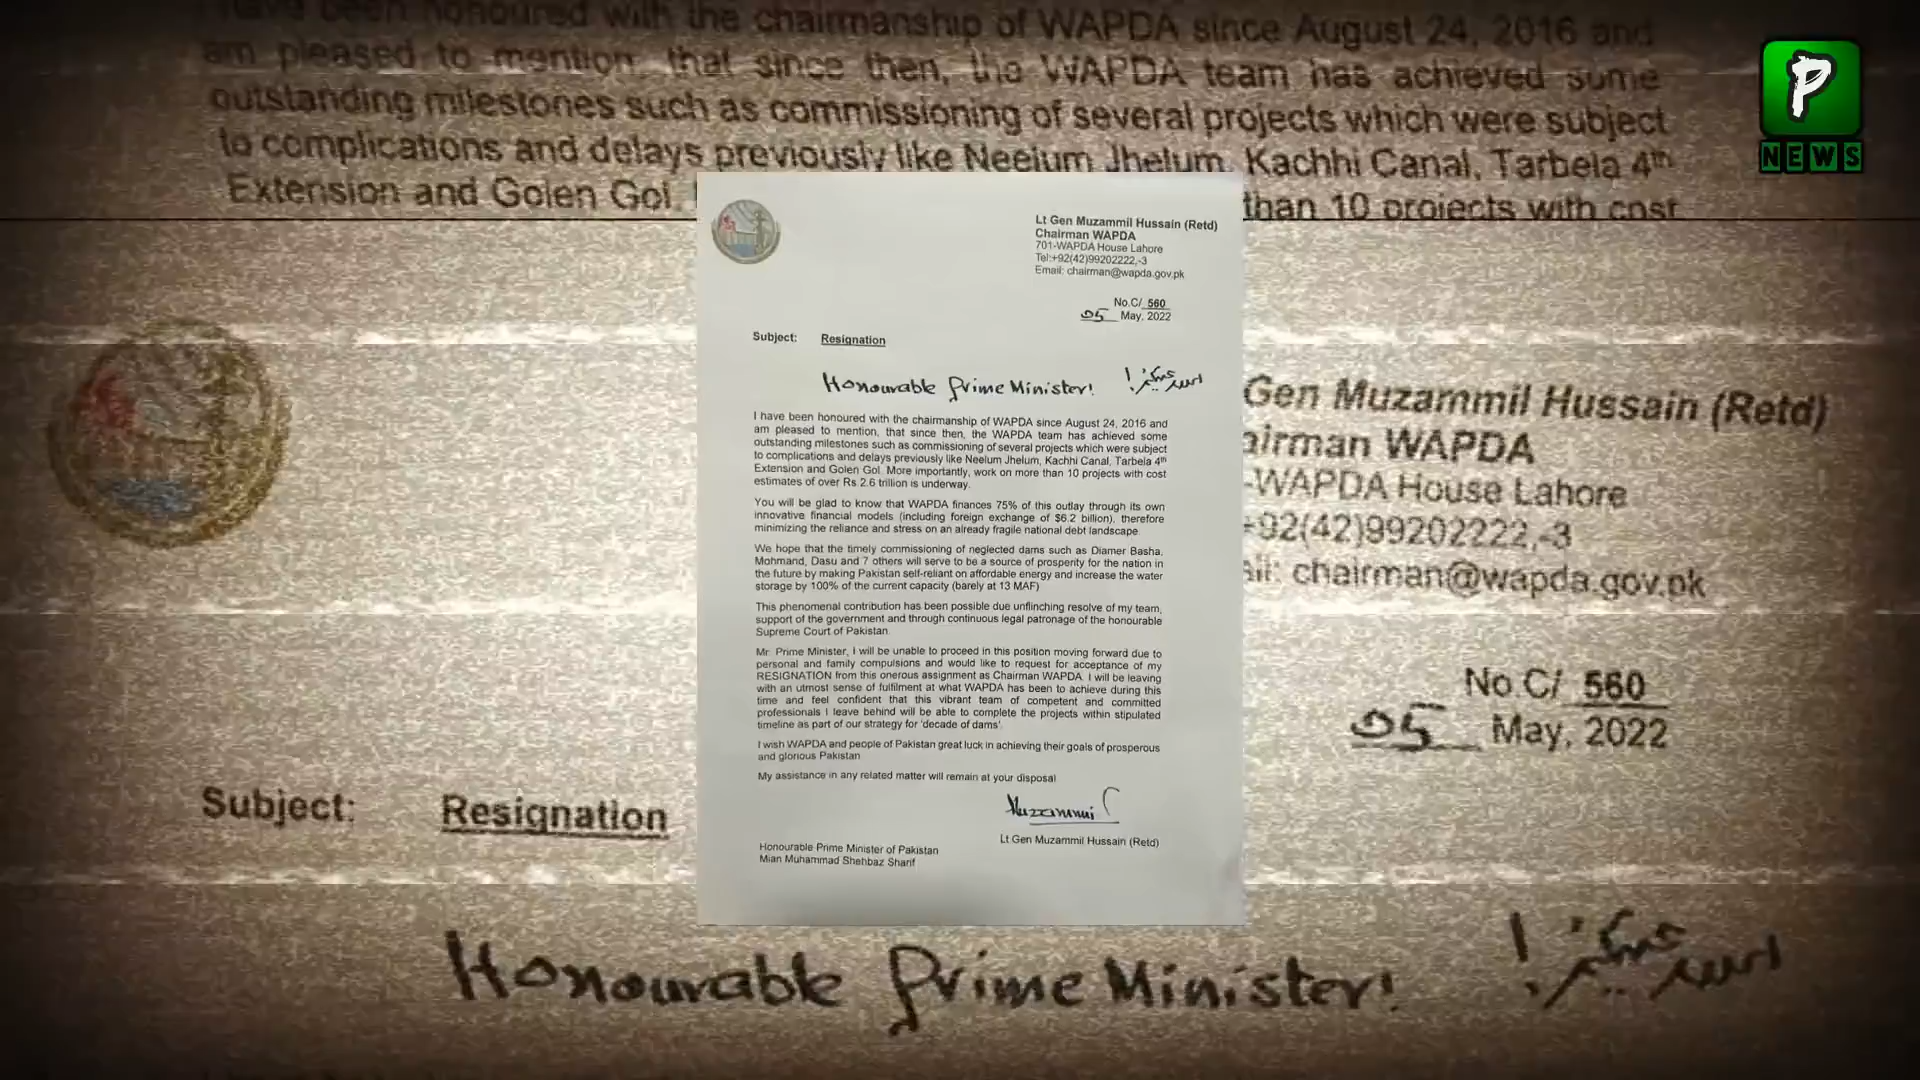 I have been honoured with the chairmanship of WAPDA since August 24, 2016 and
am pleased to mention, that since then, the WAPDA team has achieved some
outstanding milestones such as commissioning of several projects which were subject
to complications and delays previously like Neelum Jhelum, Kachhi Canal, Tarbela 4th
Extension and Golen Gol.
than 10 projects with cost
P
NEWS
Lt Gen Muzammil Hussain (Retd)
Chairman WAPDA
701-WAPDA House Lahore
Tel:+92(42)99202222,-3
Email: chairman@wapda.gov.pk
No.C/ 560
05 May, 2022
Subject: Resignation
Honourable Prime Minister! السلام علیکم!
I have been honoured with the chairmanship of WAPDA since August 24, 2016 and
am pleased to mention, that since then, the WAPDA team has achieved some
outstanding milestones such as commissioning of several projects which were subject
to complications and delays previously like Neelum Jhelum, Kachhi Canal, Tarbela 4th
Extension and Golen Gol. More importantly, work on more than 10 projects with cost
estimates of over Rs 2.6 trillion is underway.
You will be glad to know that WAPDA finances 75% of this outlay through its own
innovative financial models (including foreign exchange of $6.2 billion), therefore
minimizing the reliance and stress on an already fragile national debt landscape
We hope that the timely commissioning of neglected dams such as Diamer Basha,
Mohmand, Dasu and 7 others will serve to be a source of prosperity for the nation in
the future by making Pakistan self-reliant on affordable energy and increase the water
storage by 100% of the current capacity (barely at 13 MAF)
This phenomenal contribution has been possible due unflinching resolve of my team,
support of the government and through continuous legal patronage of the honourable
Supreme Court of Pakistan.
Mr. Prime Minister, I will be unable to proceed in this position moving forward due to
personal and family compulsions and would like to request for acceptance of my
RESIGNATION from this onerous assignment as Chairman WAPDA. I will be leaving
with an utmost sense of fulfilment at what WAPDA has been to achieve during this
time and feel confident that this vibrant team of competent and committed
professionals I leave behind will be able to complete the projects within stipulated
timeline as part of our strategy for 'decade of dams'.
I wish WAPDA and people of Pakistan great luck in achieving their goals of prosperous
and glorious Pakistan
My assistance in any related matter will remain at your disposal
Muzammil
Lt Gen Muzammil Hussain (Retd)
Honourable Prime Minister of Pakistan
Mian Muhammad Shehbaz Sharif
Gen Muzammil Hussain (Retd)
airman WAPDA
-WAPDA House Lahore
+92(42)99202222,-3
ail: chairman@wapda.gov.pk
No.C/ 560
05 May, 2022
Subject: Resignation
Honourable Prime Minister! السلام علیکم!